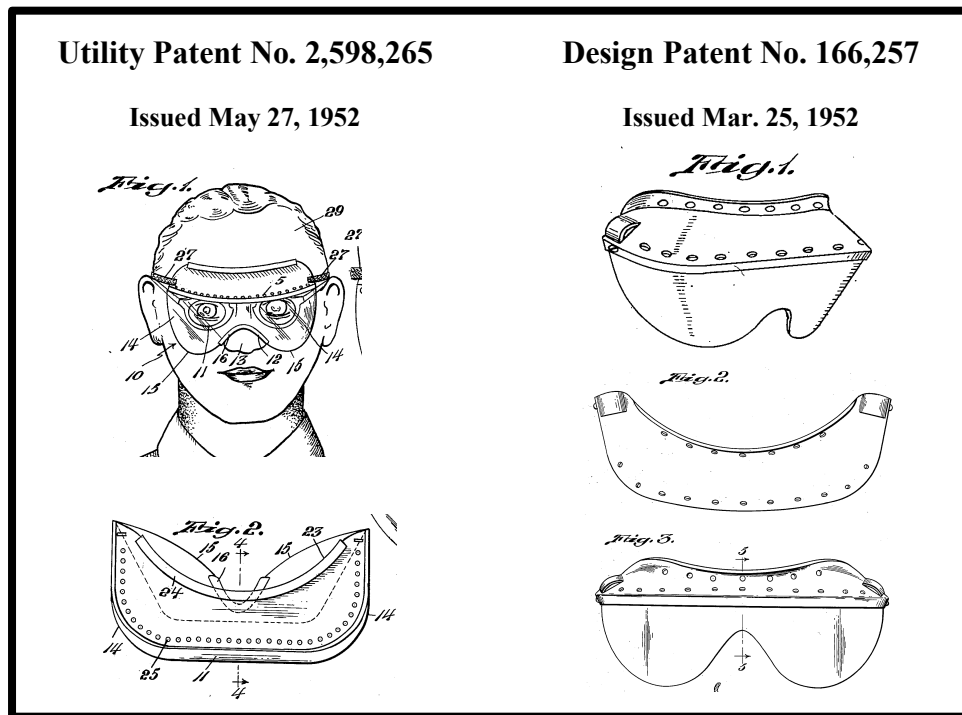 Utility Patent No. 2,598,265
Issued May 27, 1952
Fig. 1.
29
27
27
5
14
10
15
11
16
13
12
16
14
Fig. 2.
4
23
15
16
15
24
14
14
25
11
4
Design Patent No. 166,257
Issued Mar. 25, 1952
Fig. 1.
Fig. 2.
Fig. 3.